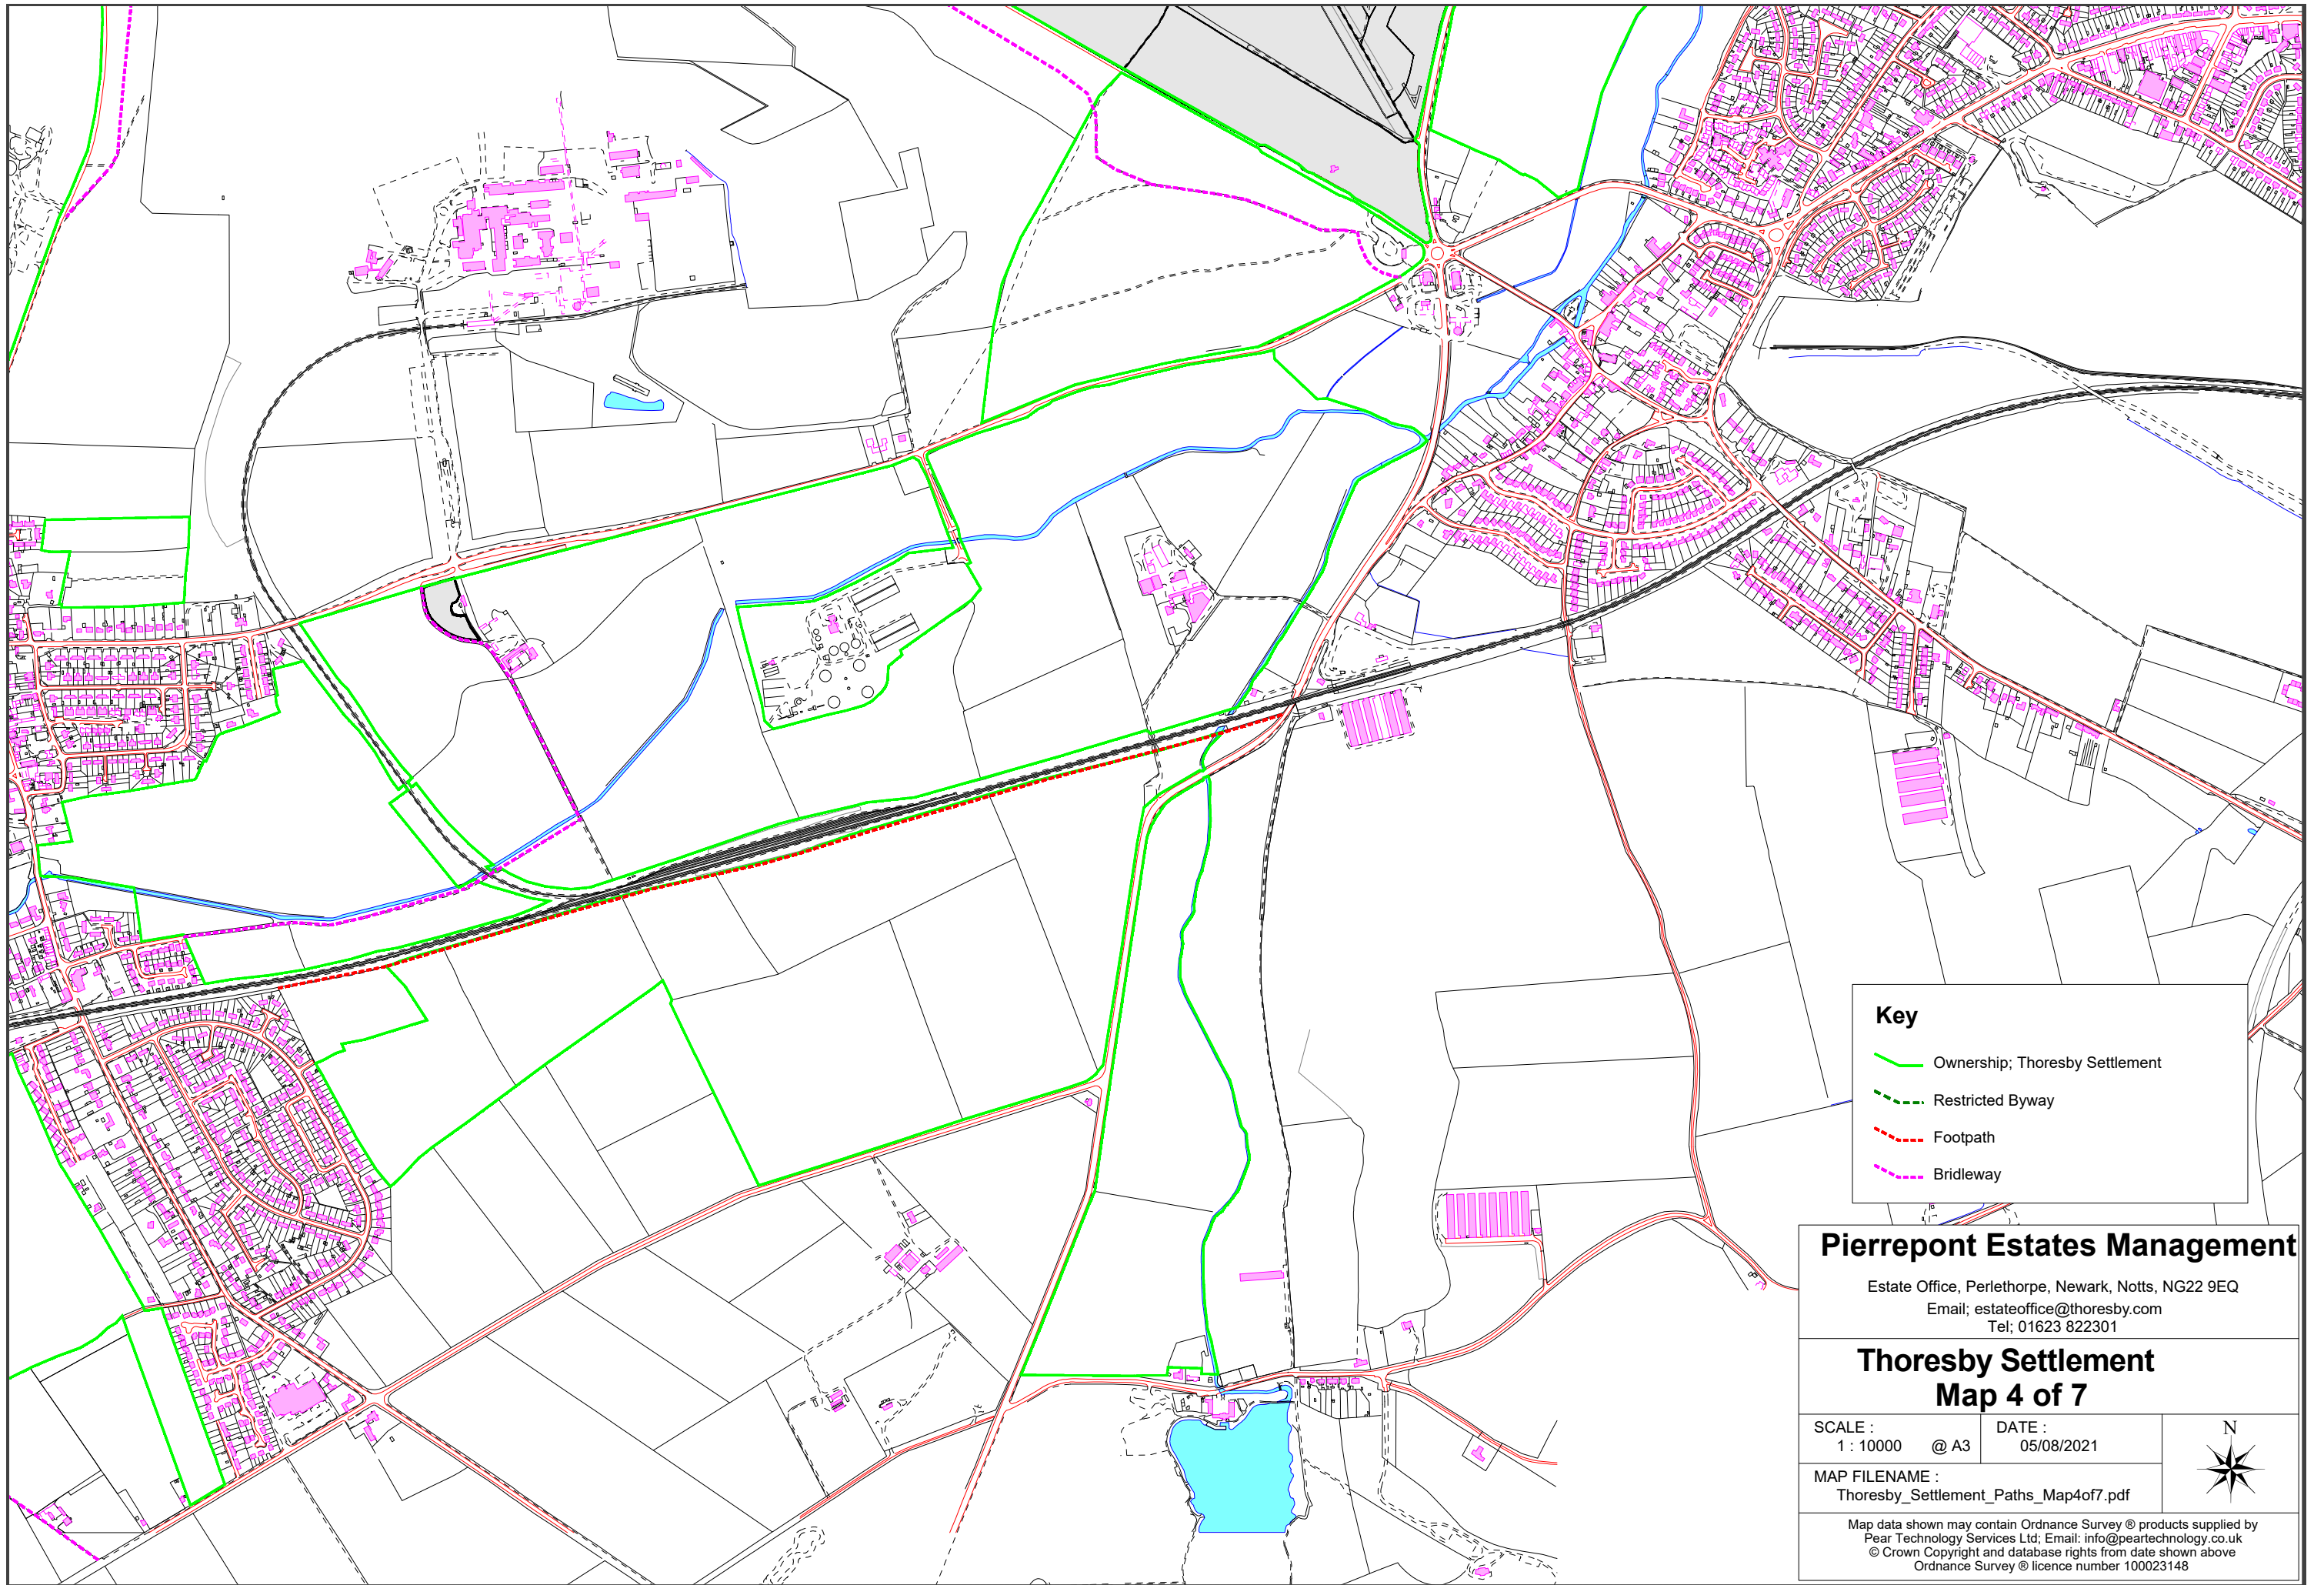 Key
Ownership; Thoresby Settlement
Restricted Byway
Footpath
Bridleway
Pierrepont Estates Management
Estate Office, Perlethorpe, Newark, Notts, NG22 9EQ
Email; estateoffice@thoresby.com
Tel; 01623 822301
Thoresby Settlement
Map 4 of 7
SCALE :
1 : 10000 @ A3
DATE :
05/08/2021
N
MAP FILENAME :
Thoresby_Settlement_Paths_Map4of7.pdf
Map data shown may contain Ordnance Survey ® products supplied by
Pear Technology Services Ltd; Email: info@peartechnology.co.uk
© Crown Copyright and database rights from date shown above
Ordnance Survey ® licence number 100023148